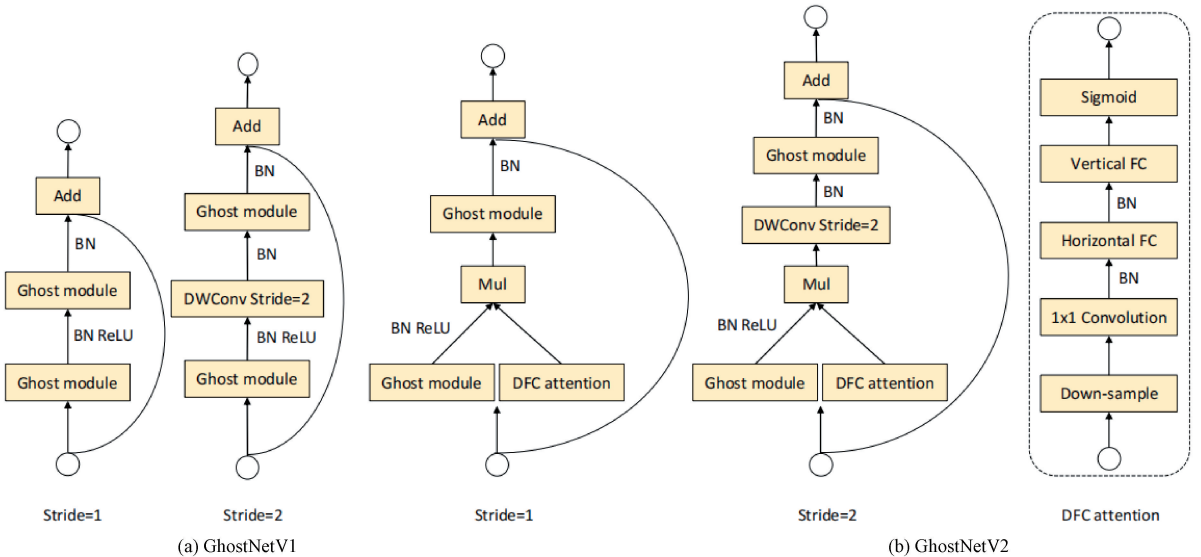 Add
BN
Ghost module
BN ReLU
Ghost module
Stride=1
Add
BN
Ghost module
BN
DWConv Stride=2
BN ReLU
Ghost module
Stride=2
(a) GhostNetV1
Add
BN
Ghost module
Mul
BN ReLU
Ghost module
DFC attention
Stride=1
Add
BN
Ghost module
BN
DWConv Stride=2
Mul
BN ReLU
Ghost module
DFC attention
Stride=2
(b) GhostNetV2
Sigmoid
Vertical FC
BN
Horizontal FC
BN
1x1 Convolution
Down-sample
DFC attention